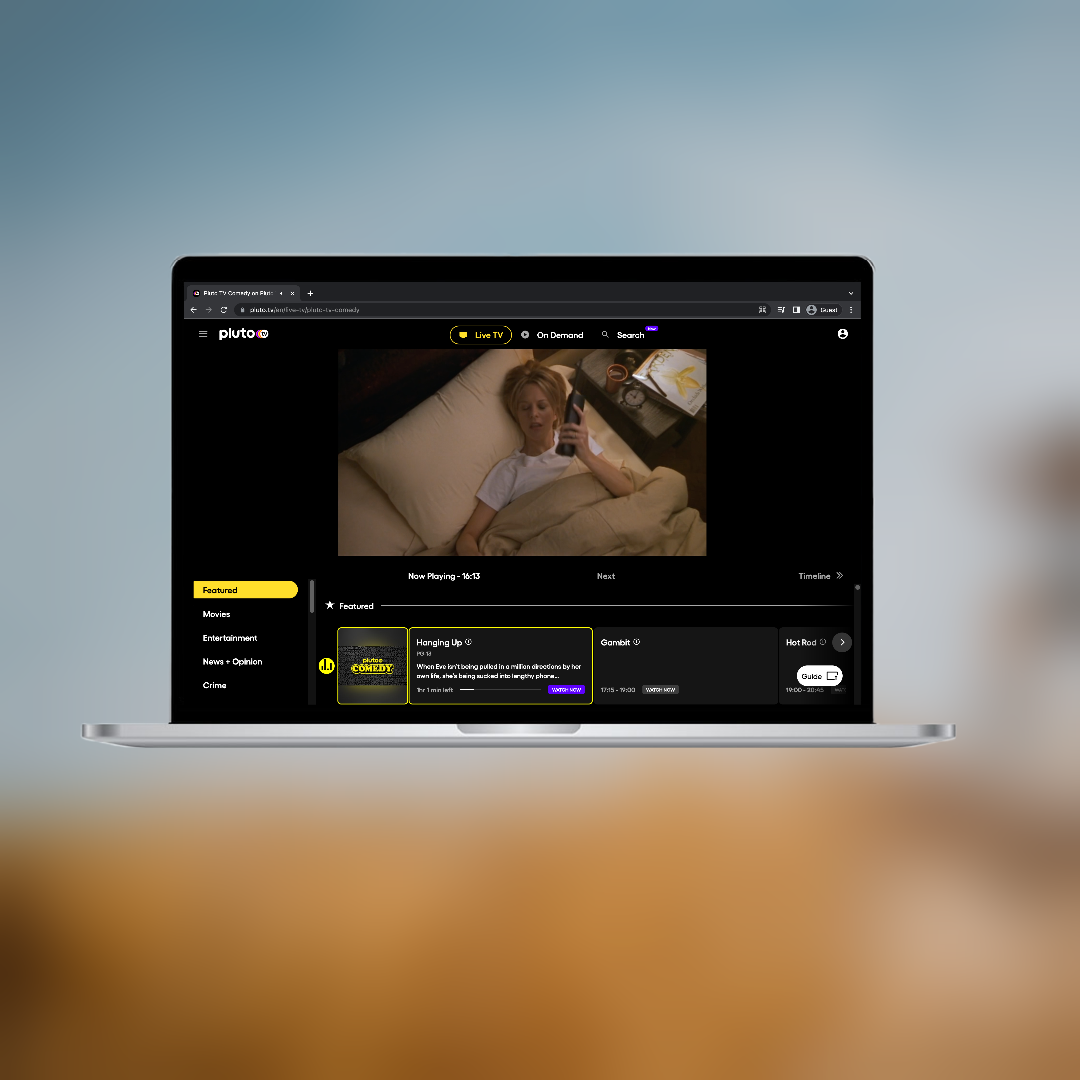 Pluto TV Comedy on Pluto
pluto.tv/en/live-tv/pluto-tv-comedy
Guest
pluto tv
Live TV
On Demand
Search
New
Now Playing - 16:13
Next
Timeline
Featured
Movies
Entertainment
News + Opinion
Crime
Featured
pluto tv
COMEDY
Hanging Up
PG-13
When Eve isn't being pulled in a million directions by her
own life, she's being sucked into lengthy phone...
1hr 1 min left
WATCH NOW
Gambit
17:15 - 19:00
WATCH NOW
Hot Rod
Guide
19:00 - 20:45